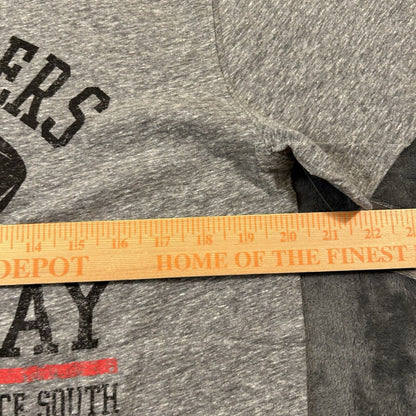 ERS
14 15 16 17 18 19 20 21 22
DEPOT HOME OF THE FINEST
AY
CE SOUTH